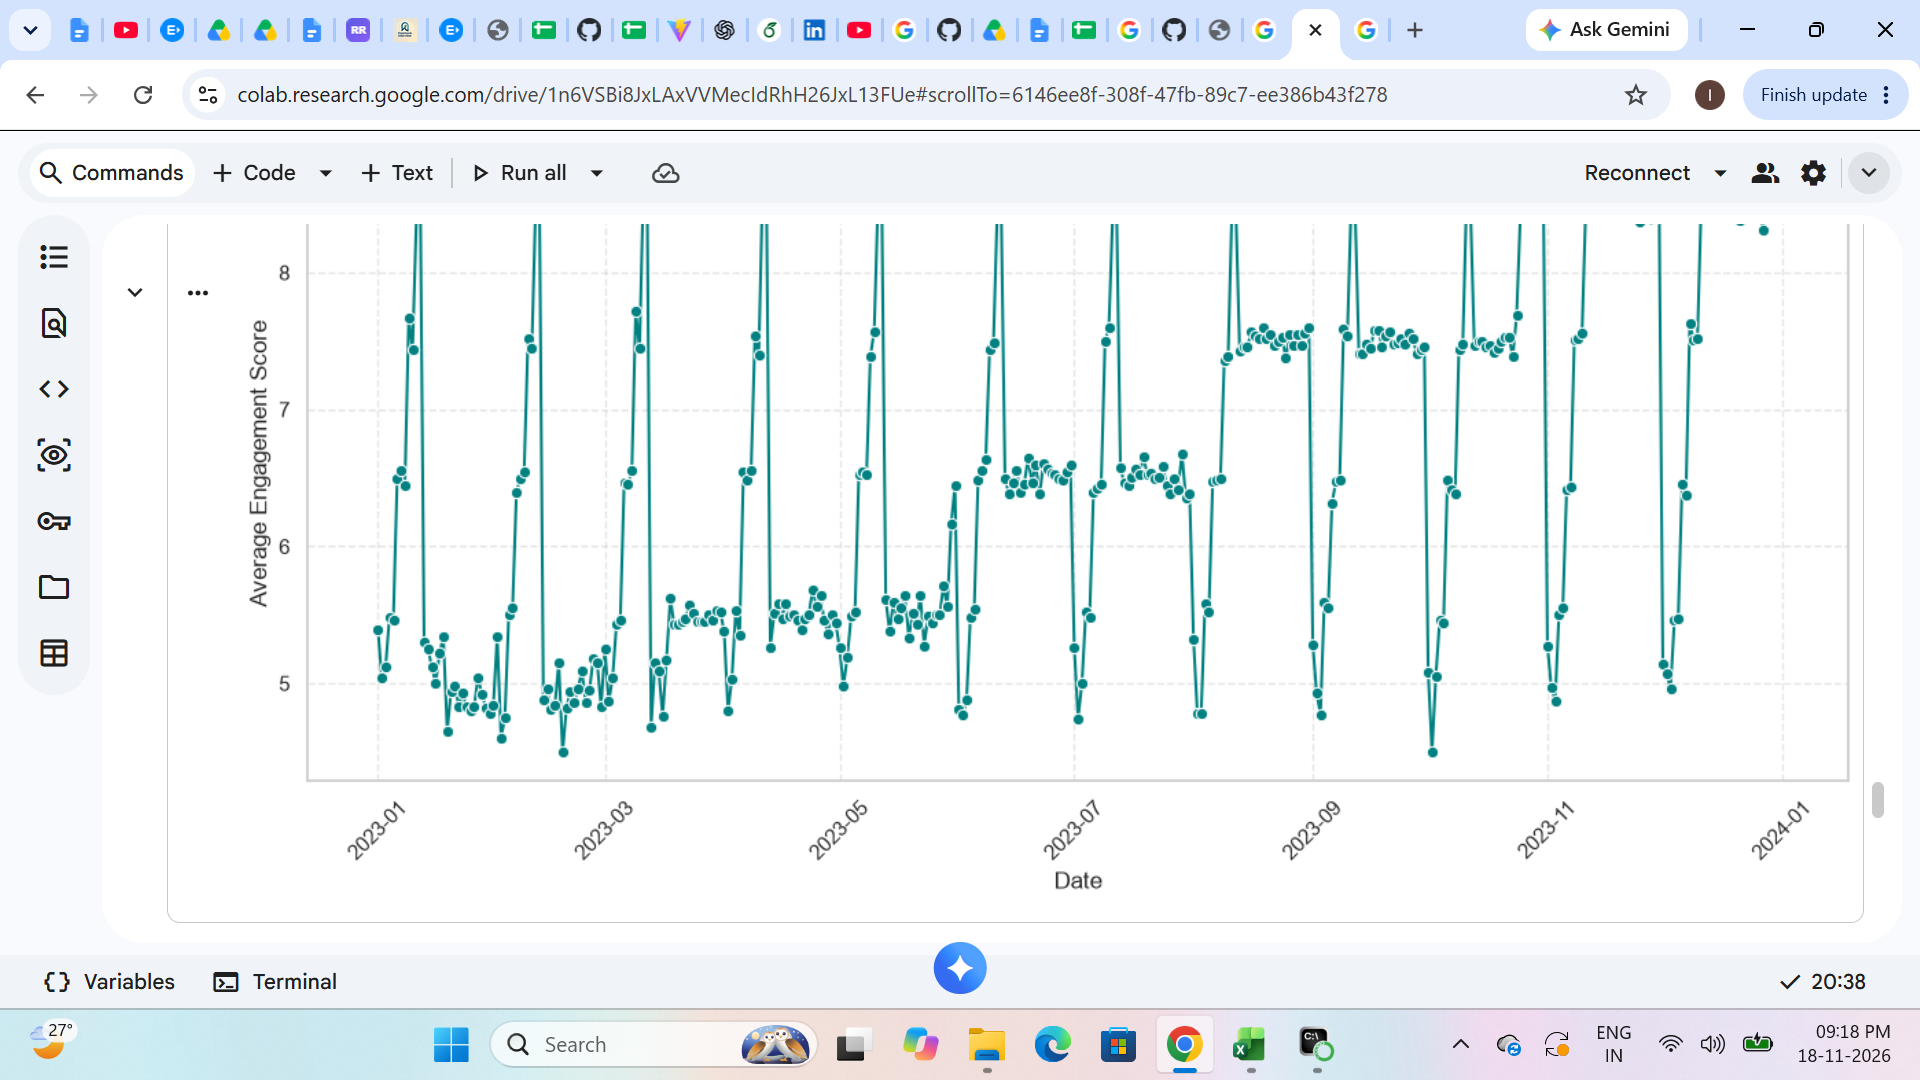 RR
Ask Gemini
colab.research.google.com/drive/1n6VSBi8JxLAxVVMecIdRhH26JxL13FUe#scrollTo=6146ee8f-308f-47fb-89c7-ee386b43f278
I
Finish update
Commands
+ Code
+ Text
Run all
Reconnect
8
7
6
5
Average Engagement Score
2023-01
2023-03
2023-05
2023-07
2023-09
2023-11
2024-01
Date
Variables
Terminal
20:38
27°
Search
ENG
IN
09:18 PM
18-11-2026